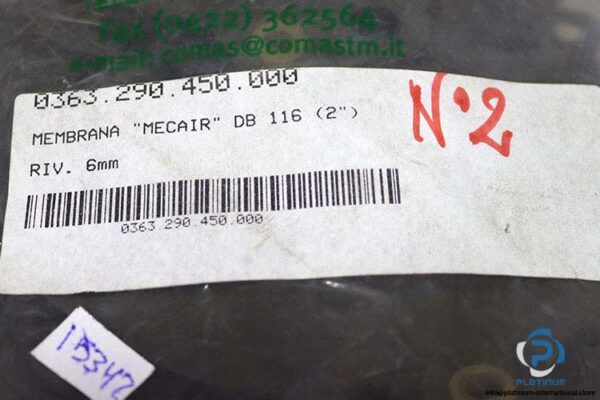 Fax (0422) 362564
e-mail: comas@comastm.it
0363.290.450.000
MEMBRANA "MECAIR" DB 116 (2")
RIV. 6mm
0363.290.450.000
N°2
15342
PLATINUM
info@platinum-international.store